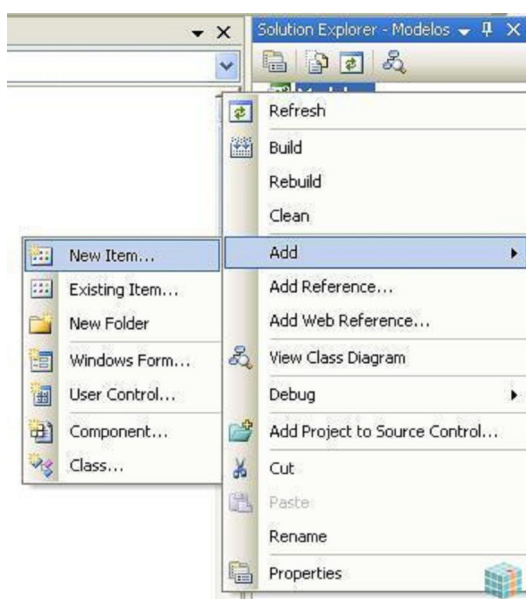 Solution Explorer - Modelos
Refresh
Build
Rebuild
Clean
Add
Add Reference...
Add Web Reference...
View Class Diagram
Debug
Add Project to Source Control...
Cut
Paste
Rename
Properties
New Item...
Existing Item...
New Folder
Windows Form...
User Control...
Component...
Class...